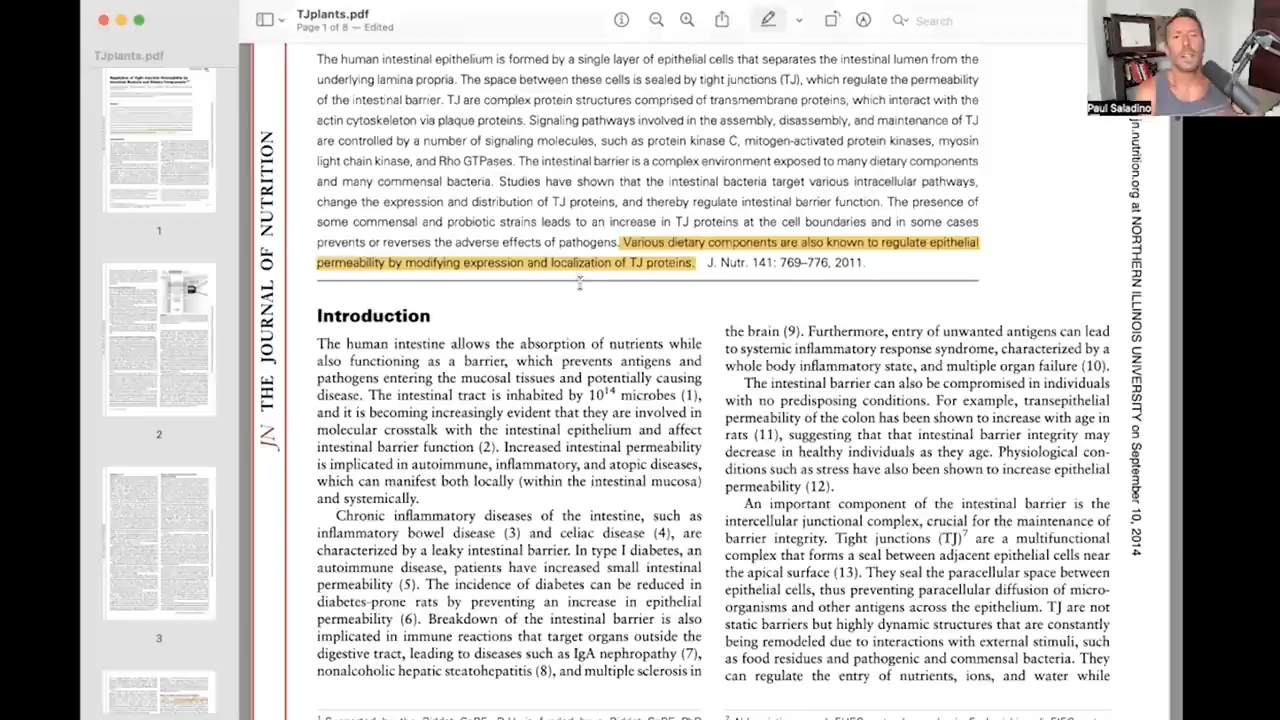 TJplants.pdf
Page 1 of 8 — Edited
Search
TJplants.pdf
1
2
3
Paul Saladino
JN THE JOURNAL OF NUTRITION
jn.nutrition.org at NORTHERN ILLINOIS UNIVERSITY on September 10, 2014
The human intestinal epithelium is formed by a single layer of epithelial cells that separates the intestinal lumen from the
underlying lamina propria. The space between these cells is sealed by tight junctions (TJ), which regulate the permeability
of the intestinal barrier. TJ are complex protein structures comprised of transmembrane proteins, which interact with the
actin cytoskeleton via plaque proteins. Signaling pathways involved in the assembly, disassembly, and maintenance of TJ
are controlled by a number of signaling molecules, such as protein kinase C, mitogen-activated protein kinases, myosin
light chain kinase, and Rho GTPases. The intestinal barrier is a complex environment exposed to many dietary components
and many commensal bacteria. Studies have shown that the intestinal bacteria target various intracellular pathways,
change the expression and distribution of TJ proteins, and thereby regulate intestinal barrier function. The presence of
some commensal and probiotic strains leads to an increase in TJ proteins at the cell boundaries and in some cases
prevents or reverses the adverse effects of pathogens. Various dietary components are also known to regulate epithelial
permeability by modifying expression and localization of TJ proteins. J. Nutr. 141: 769–776, 2011.
Introduction
The human intestine allows the absorption of nutrients while
also functioning as a barrier, which prevents antigens and
pathogens entering the mucosal tissues and potentially causing
disease. The intestinal tract is inhabited by 10¹⁴ microbes (1),
and it is becoming increasingly evident that they are involved in
molecular crosstalk with the intestinal epithelium and affect
intestinal barrier function (2). Increased intestinal permeability
is implicated in autoimmune, inflammatory, and atopic diseases,
which can manifest both locally (within the intestinal mucosa)
and systemically.
Chronic inflammatory diseases of the intestine, such as
inflammatory bowel disease (3) and celiac disease (4), are
characterized by a leaky intestinal barrier. In type I diabetes, an
autoimmune disease, patients have increased small intestinal
permeability (5). The incidence of diabetes can be reduced in
diabetes-prone rats by preventing an increase in epithelial
permeability (6). Breakdown of the intestinal barrier is also
implicated in immune reactions that target organs outside the
digestive tract, leading to diseases such as IgA nephropathy (7),
nonalcoholic hepatic steatohepatitis (8), and multiple sclerosis in
the brain (9). Furthermore, entry of unwanted antigens can lead
to systemic inflammatory response syndrome, characterized by a
whole body inflammatory state, and multiple organ failure (10).
The intestinal barrier can also be compromised in individuals
with no predisposing conditions. For example, transepithelial
permeability of the colon has been shown to increase with age in
rats (11), suggesting that that intestinal barrier integrity may
decrease in healthy individuals as they age. Physiological con-
ditions such as stress have also been shown to increase epithelial
permeability (12).
An important component of the intestinal barrier is the
intercellular junctional complex, crucial for the maintenance of
barrier integrity. Tight junctions (TJ)⁷ are a multifunctional
complex that forms a seal between adjacent epithelial cells near
the apical surface (13). They seal the paracellular space between
epithelial cells, thus preventing paracellular diffusion of micro-
organisms and other antigens across the epithelium. TJ are not
static barriers but highly dynamic structures that are constantly
being remodeled due to interactions with external stimuli, such
as food residues and pathogenic and commensal bacteria. They
can regulate the entry of nutrients, ions, and water while